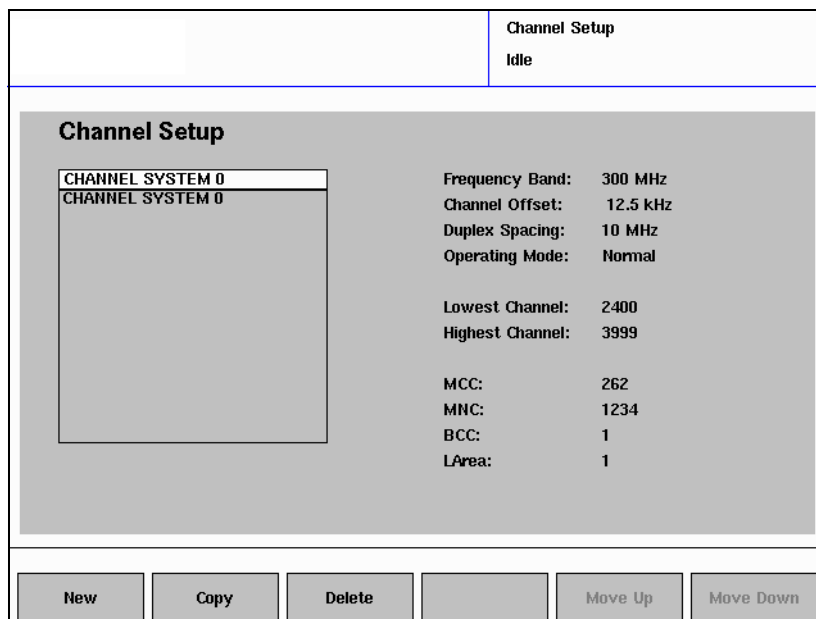 Channel Setup
Idle
Channel Setup
CHANNEL SYSTEM 0
CHANNEL SYSTEM 0
Frequency Band: 300 MHz
Channel Offset: 12.5 kHz
Duplex Spacing: 10 MHz
Operating Mode: Normal
Lowest Channel: 2400
Highest Channel: 3999
MCC: 262
MNC: 1234
BCC: 1
LArea: 1
New Copy Delete Move Up Move Down